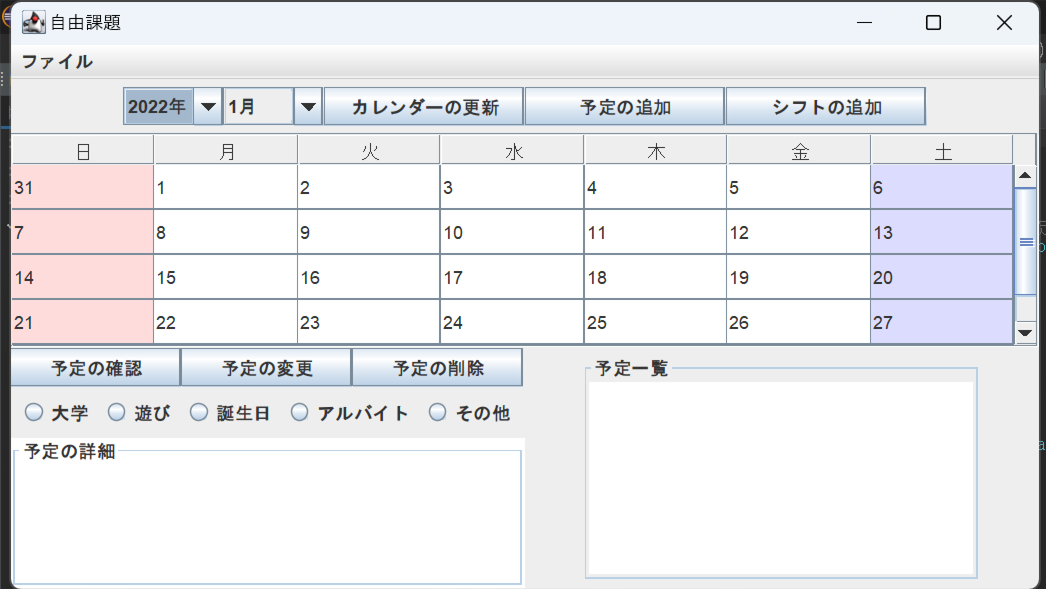 自由課題
ファイル
2022年 1月 カレンダーの更新 予定の追加 シフトの追加
日 月 火 水 木 金 土
31 1 2 3 4 5 6
7 8 9 10 11 12 13
14 15 16 17 18 19 20
21 22 23 24 25 26 27
予定の確認 予定の変更 予定の削除
大学 遊び 誕生日 アルバイト その他
予定の詳細
予定一覧